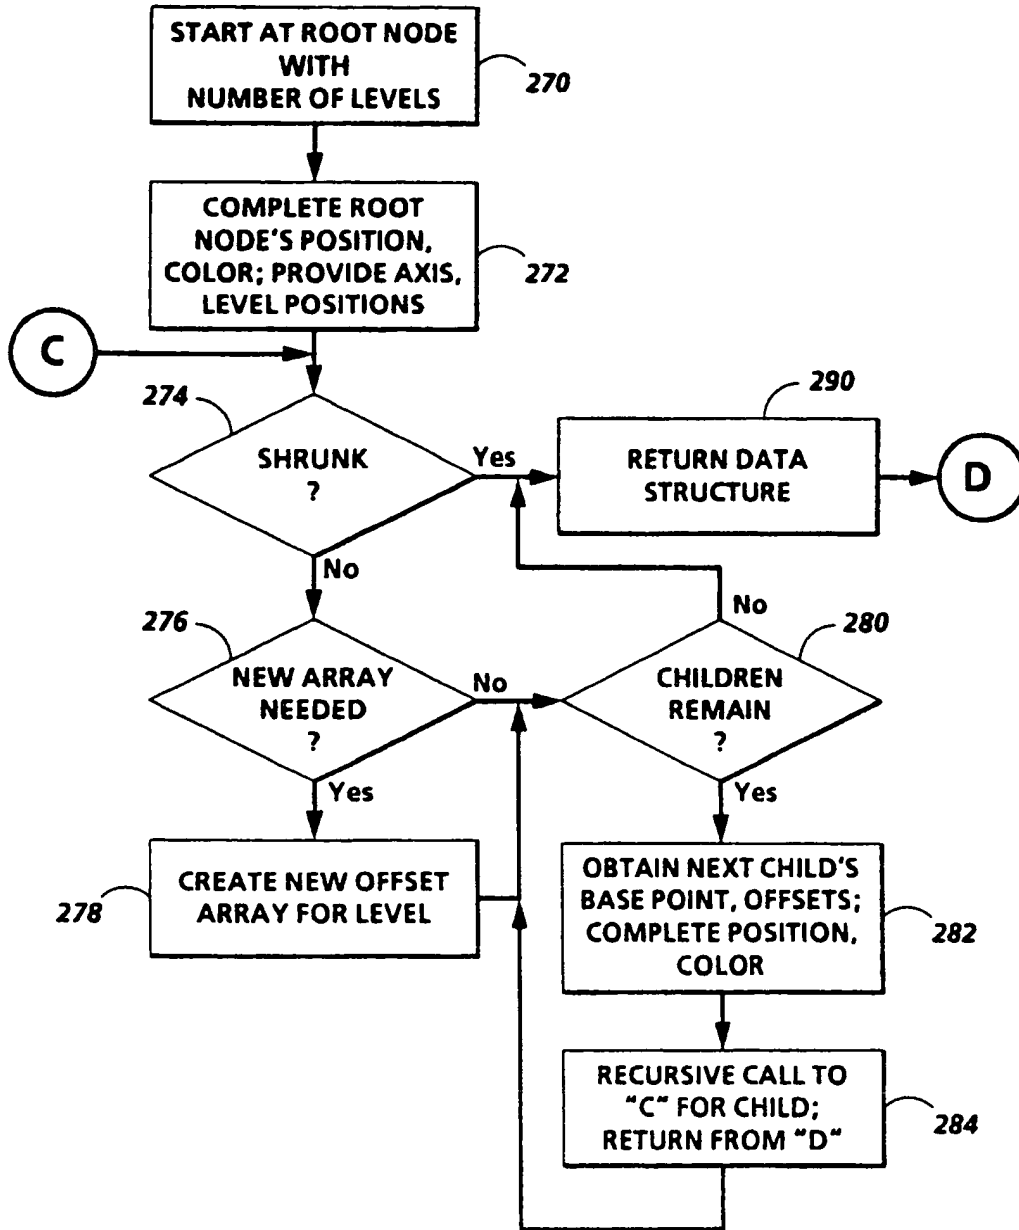 START AT ROOT NODE
WITH
NUMBER OF LEVELS
270
COMPLETE ROOT
NODE'S POSITION,
COLOR; PROVIDE AXIS,
LEVEL POSITIONS
272
C
274
SHRUNK
?
Yes
No
290
RETURN DATA
STRUCTURE
D
276
NEW ARRAY
NEEDED
?
No
Yes
280
CHILDREN
REMAIN
?
No
Yes
278
CREATE NEW OFFSET
ARRAY FOR LEVEL
OBTAIN NEXT CHILD'S
BASE POINT, OFFSETS;
COMPLETE POSITION,
COLOR
282
RECURSIVE CALL TO
"C" FOR CHILD;
RETURN FROM "D"
284